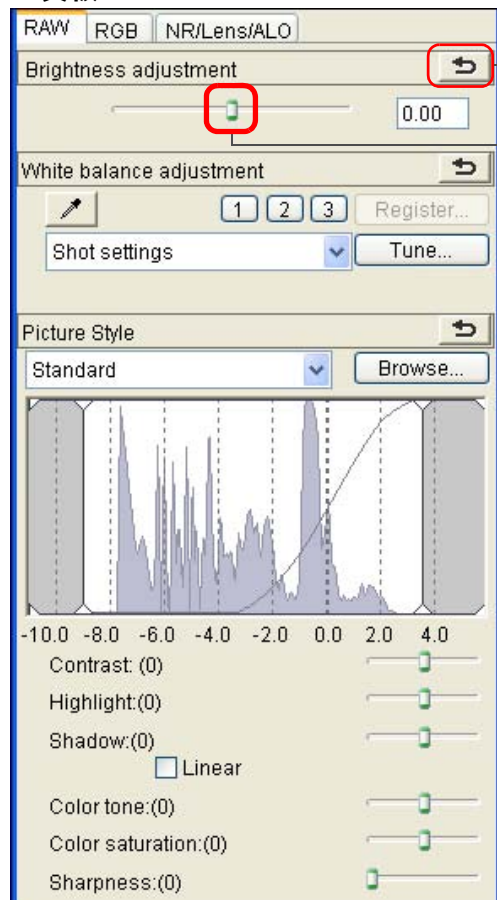 RAW RGB NR/Lens/ALO
Brightness adjustment
0.00
White balance adjustment
1 2 3 Register...
Shot settings Tune...
Picture Style
Standard Browse...
-10.0 -8.0 -6.0 -4.0 -2.0 0.0 2.0 4.0
Contrast: (0)
Highlight:(0)
Shadow:(0)
Linear
Color tone:(0)
Color saturation:(0)
Sharpness:(0)